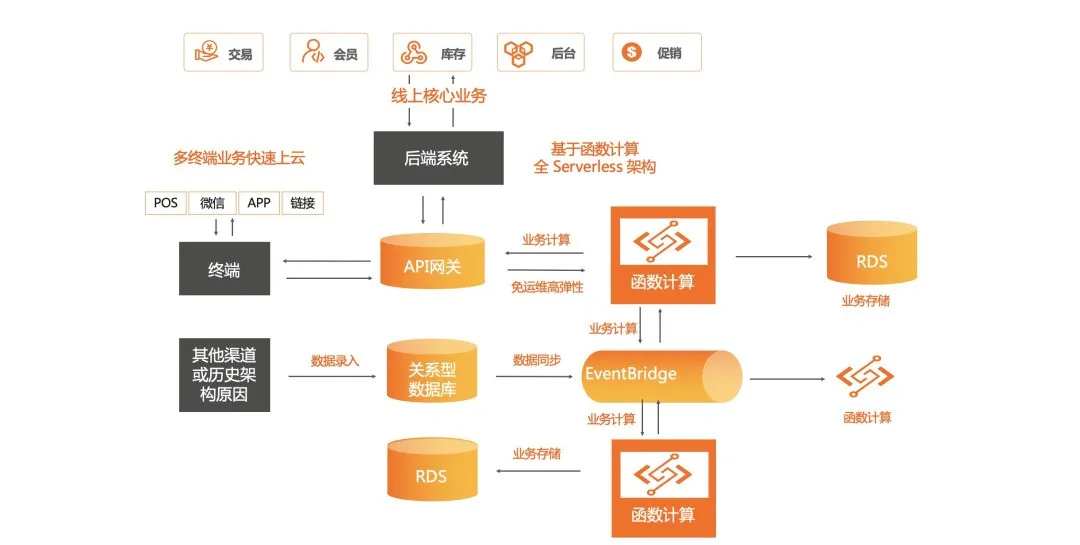 交易
会员
库存
后台
促销
线上核心业务
后端系统
多终端业务快速上云
基于函数计算
全 Serverless 架构
POS
微信
APP
链接
终端
API网关
业务计算
免运维高弹性
函数计算
RDS
业务存储
业务计算
其他渠道
或历史架
构原因
数据录入
关系型
数据库
数据同步
EventBridge
函数计算
业务计算
RDS
业务存储
函数计算